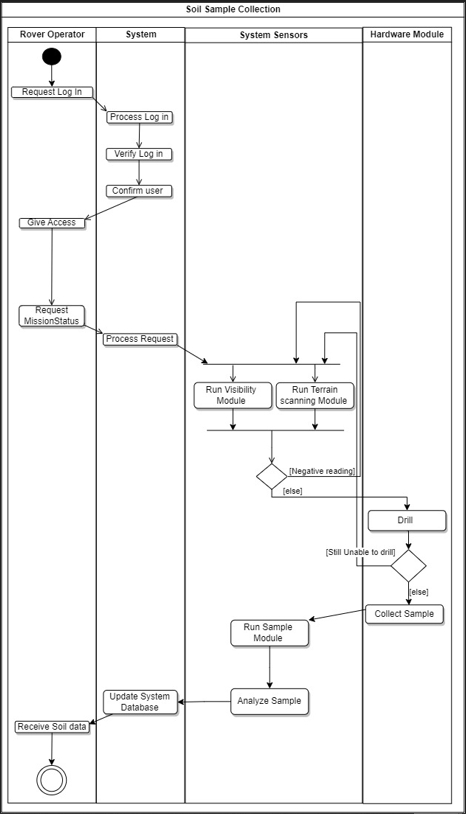 Soil Sample Collection
Rover Operator
System
System Sensors
Hardware Module
Request Log In
Process Log in
Verify Log in
Confirm user
Give Access
Request
MissionStatus
Process Request
Run Visibility
Module
Run Terrain
scanning Module
[Negative reading]
[else]
Drill
[Still Unable to drill]
[else]
Collect Sample
Run Sample
Module
Analyze Sample
Update System
Database
Receive Soil data